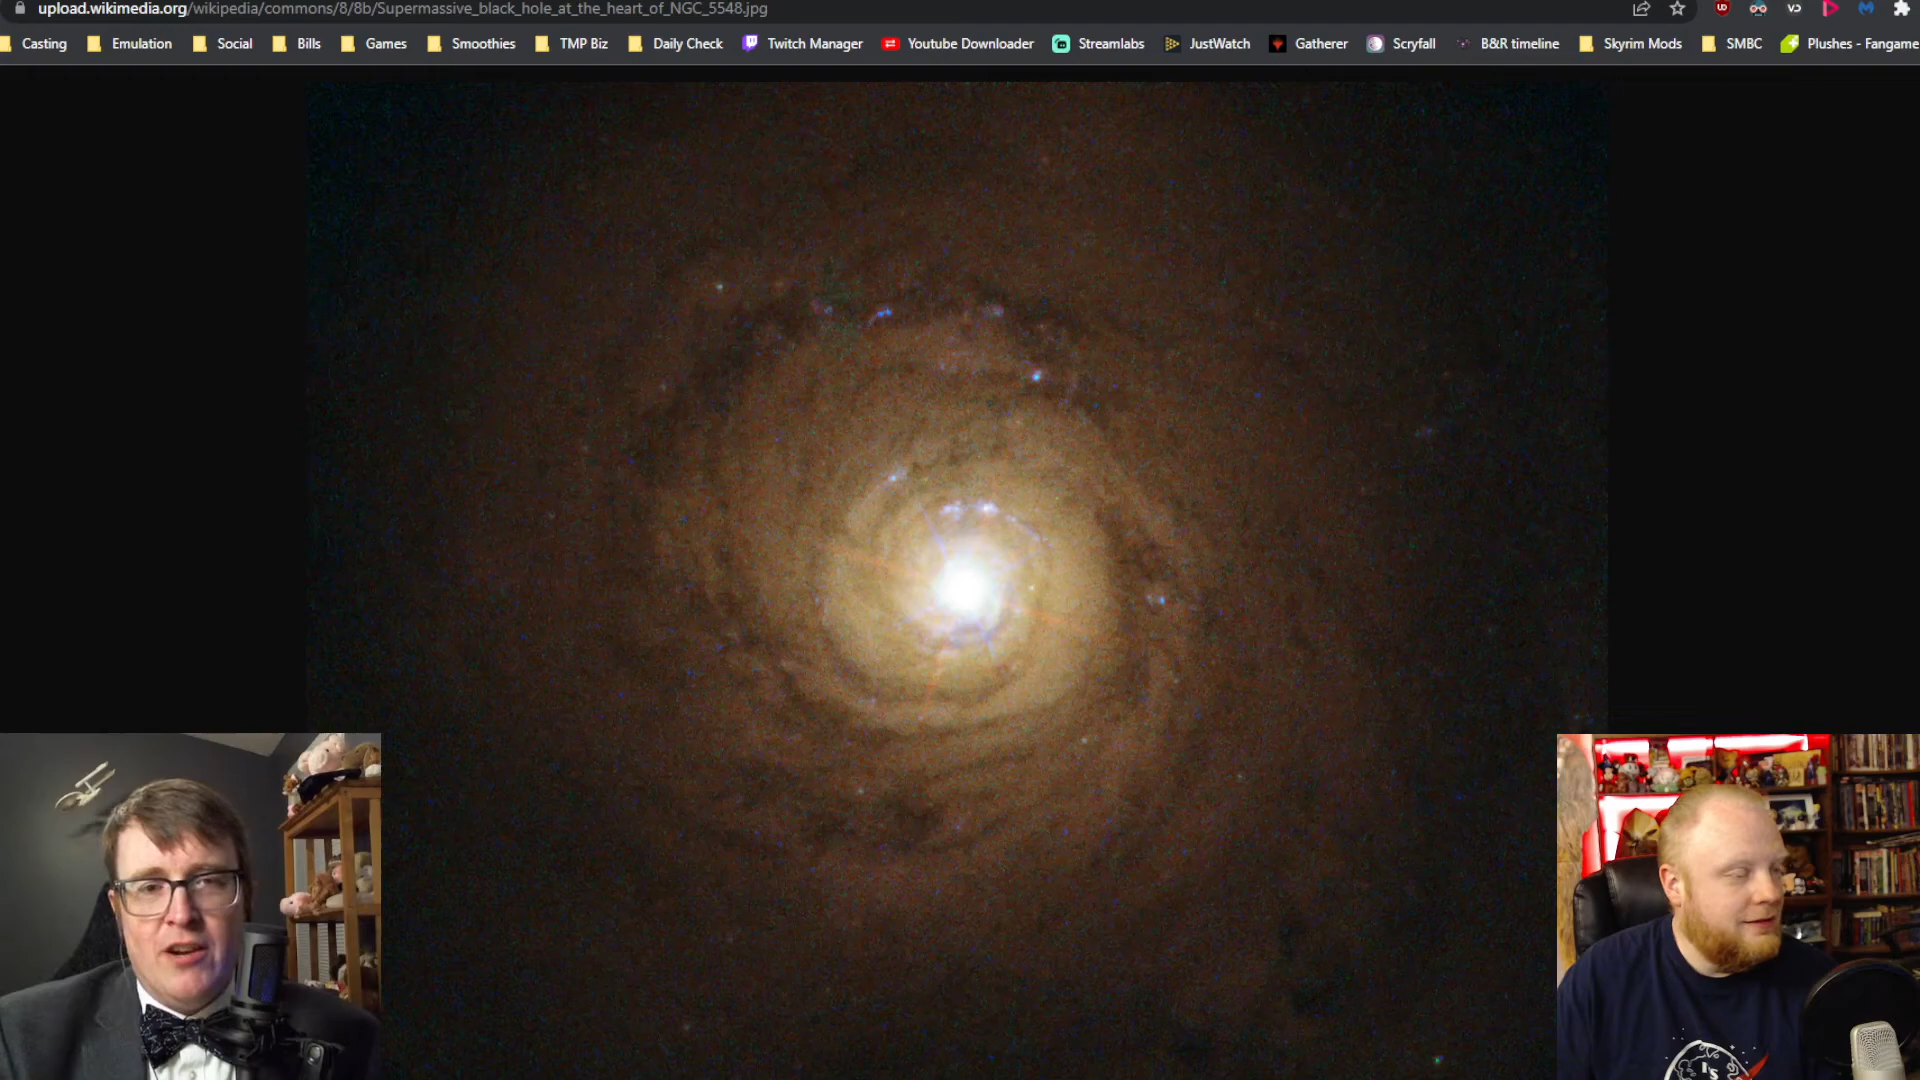 upload.wikimedia.org/wikipedia/commons/8/8b/Supermassive_black_hole_at_the_heart_of_NGC_5548.jpg
Casting Emulation Social Bills Games Smoothies TMP Biz Daily Check Twitch Manager Youtube Downloader Streamlabs JustWatch Gatherer Scryfall B&R timeline Skyrim Mods SMBC Plushes - Fangame